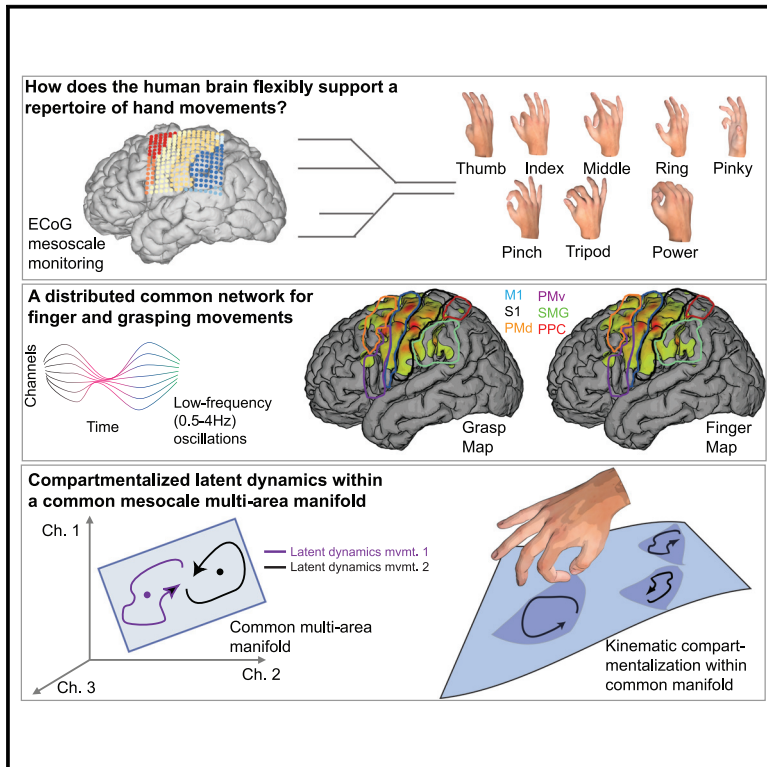 How does the human brain flexibly support a
repertoire of hand movements?
ECoG
mesoscale
monitoring
Thumb Index Middle Ring Pinky
Pinch Tripod Power
A distributed common network for
finger and grasping movements
Channels
Time
Low-frequency
(0.5-4Hz)
oscillations
M1 PMv
S1 SMG
PMd PPC
Grasp
Map
Finger
Map
Compartmentalized latent dynamics within
a common mesocale multi-area manifold
Ch. 1
Latent dynamics mvmt. 1
Latent dynamics mvmt. 2
Common multi-area
manifold
Ch. 2
Ch. 3
Kinematic compart-
mentalization within
common manifold